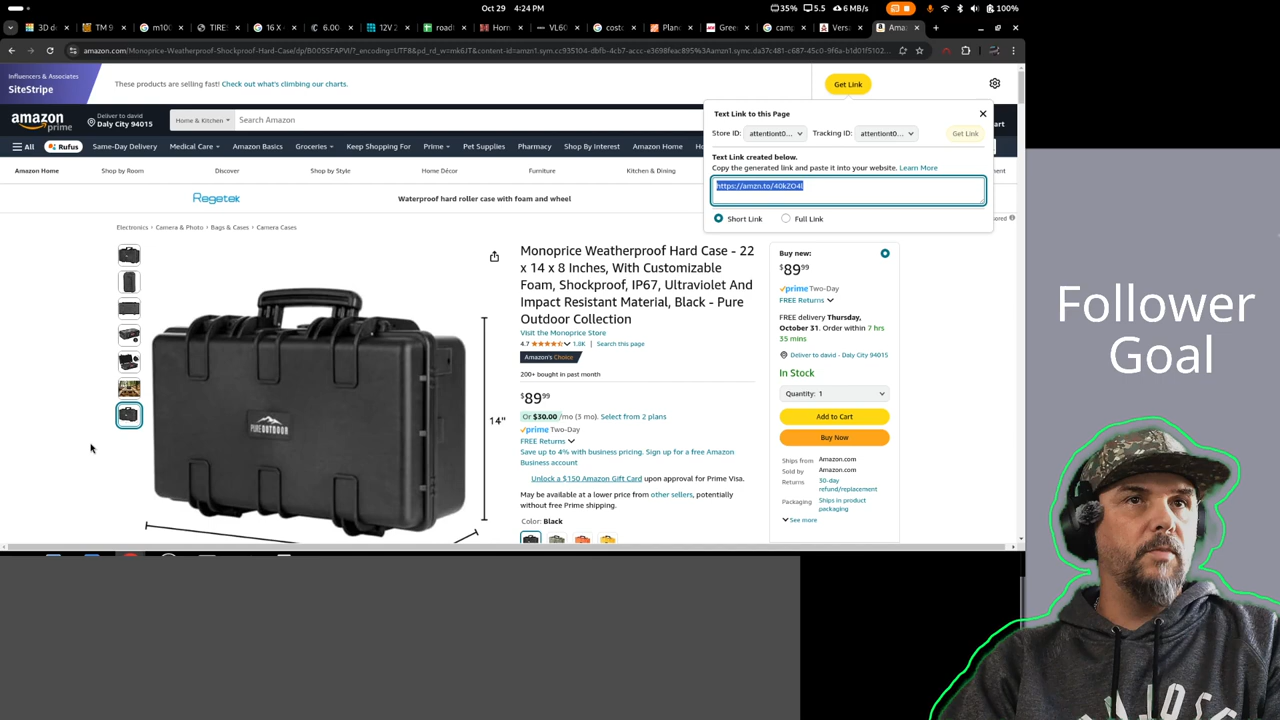 Oct 29 4:24 PM
35% 5.5 6 MB/s 100%
3D de TM 9 m10( TIRE 16 X 6.00 12V 2 road Horn VL60 costc Planc Gree camp Versa Ama
amazon.com/Monoprice-Weatherproof-Shockproof-Hard-Case/dp/B00SSFAPVI/?_encoding=UTF8&pd_rd_w=mk6JT&content-id=amzn1.sym.cc935104-dbfb-4cb7-accc-e3698feac895%3Aamzn1.symc.da37c481-c687-45c0-9f6a-b1d01f5102...
Influencers & Associates
SiteStripe
These products are selling fast! Check out what's climbing our charts.
Get Link
amazon prime
Deliver to david
Daly City 94015
Home & Kitchen
Search Amazon
Text Link to this Page
Store ID: attentiont0... Tracking ID: attentiont0... Get Link
All Rufus Same-Day Delivery Medical Care Amazon Basics Groceries Keep Shopping For Prime Pet Supplies Pharmacy Shop By Interest Amazon Home
Text Link created below.
Copy the generated link and paste it into your website. Learn More
Amazon Home Shop by Room Discover Shop by Style Home Décor Furniture Kitchen & Dining
https://amzn.to/40kZO4I
Regetek Waterproof hard roller case with foam and wheel
Short Link Full Link
Electronics › Camera & Photo › Bags & Cases › Camera Cases
Monoprice Weatherproof Hard Case - 22
x 14 x 8 Inches, With Customizable
Foam, Shockproof, IP67, Ultraviolet And
Impact Resistant Material, Black - Pure
Outdoor Collection
Visit the Monoprice Store
4.7 1.8K | Search this page
Amazon's Choice
200+ bought in past month
$89 99
Or $30.00 /mo (3 mo). Select from 2 plans
prime Two-Day
FREE Returns
Save up to 4% with business pricing. Sign up for a free Amazon
Business account
Unlock a $150 Amazon Gift Card upon approval for Prime Visa.
May be available at a lower price from other sellers, potentially
without free Prime shipping.
Color: Black
PUREOUTDOOR
14"
Buy new:
$89 99
prime Two-Day
FREE Returns
FREE delivery Thursday,
October 31. Order within 7 hrs
35 mins
Deliver to david - Daly City 94015
In Stock
Quantity: 1
Add to Cart
Buy Now
Ships from Amazon.com
Sold by Amazon.com
Returns 30-day
refund/replacement
Packaging Ships in product
packaging
See more
Follower
Goal